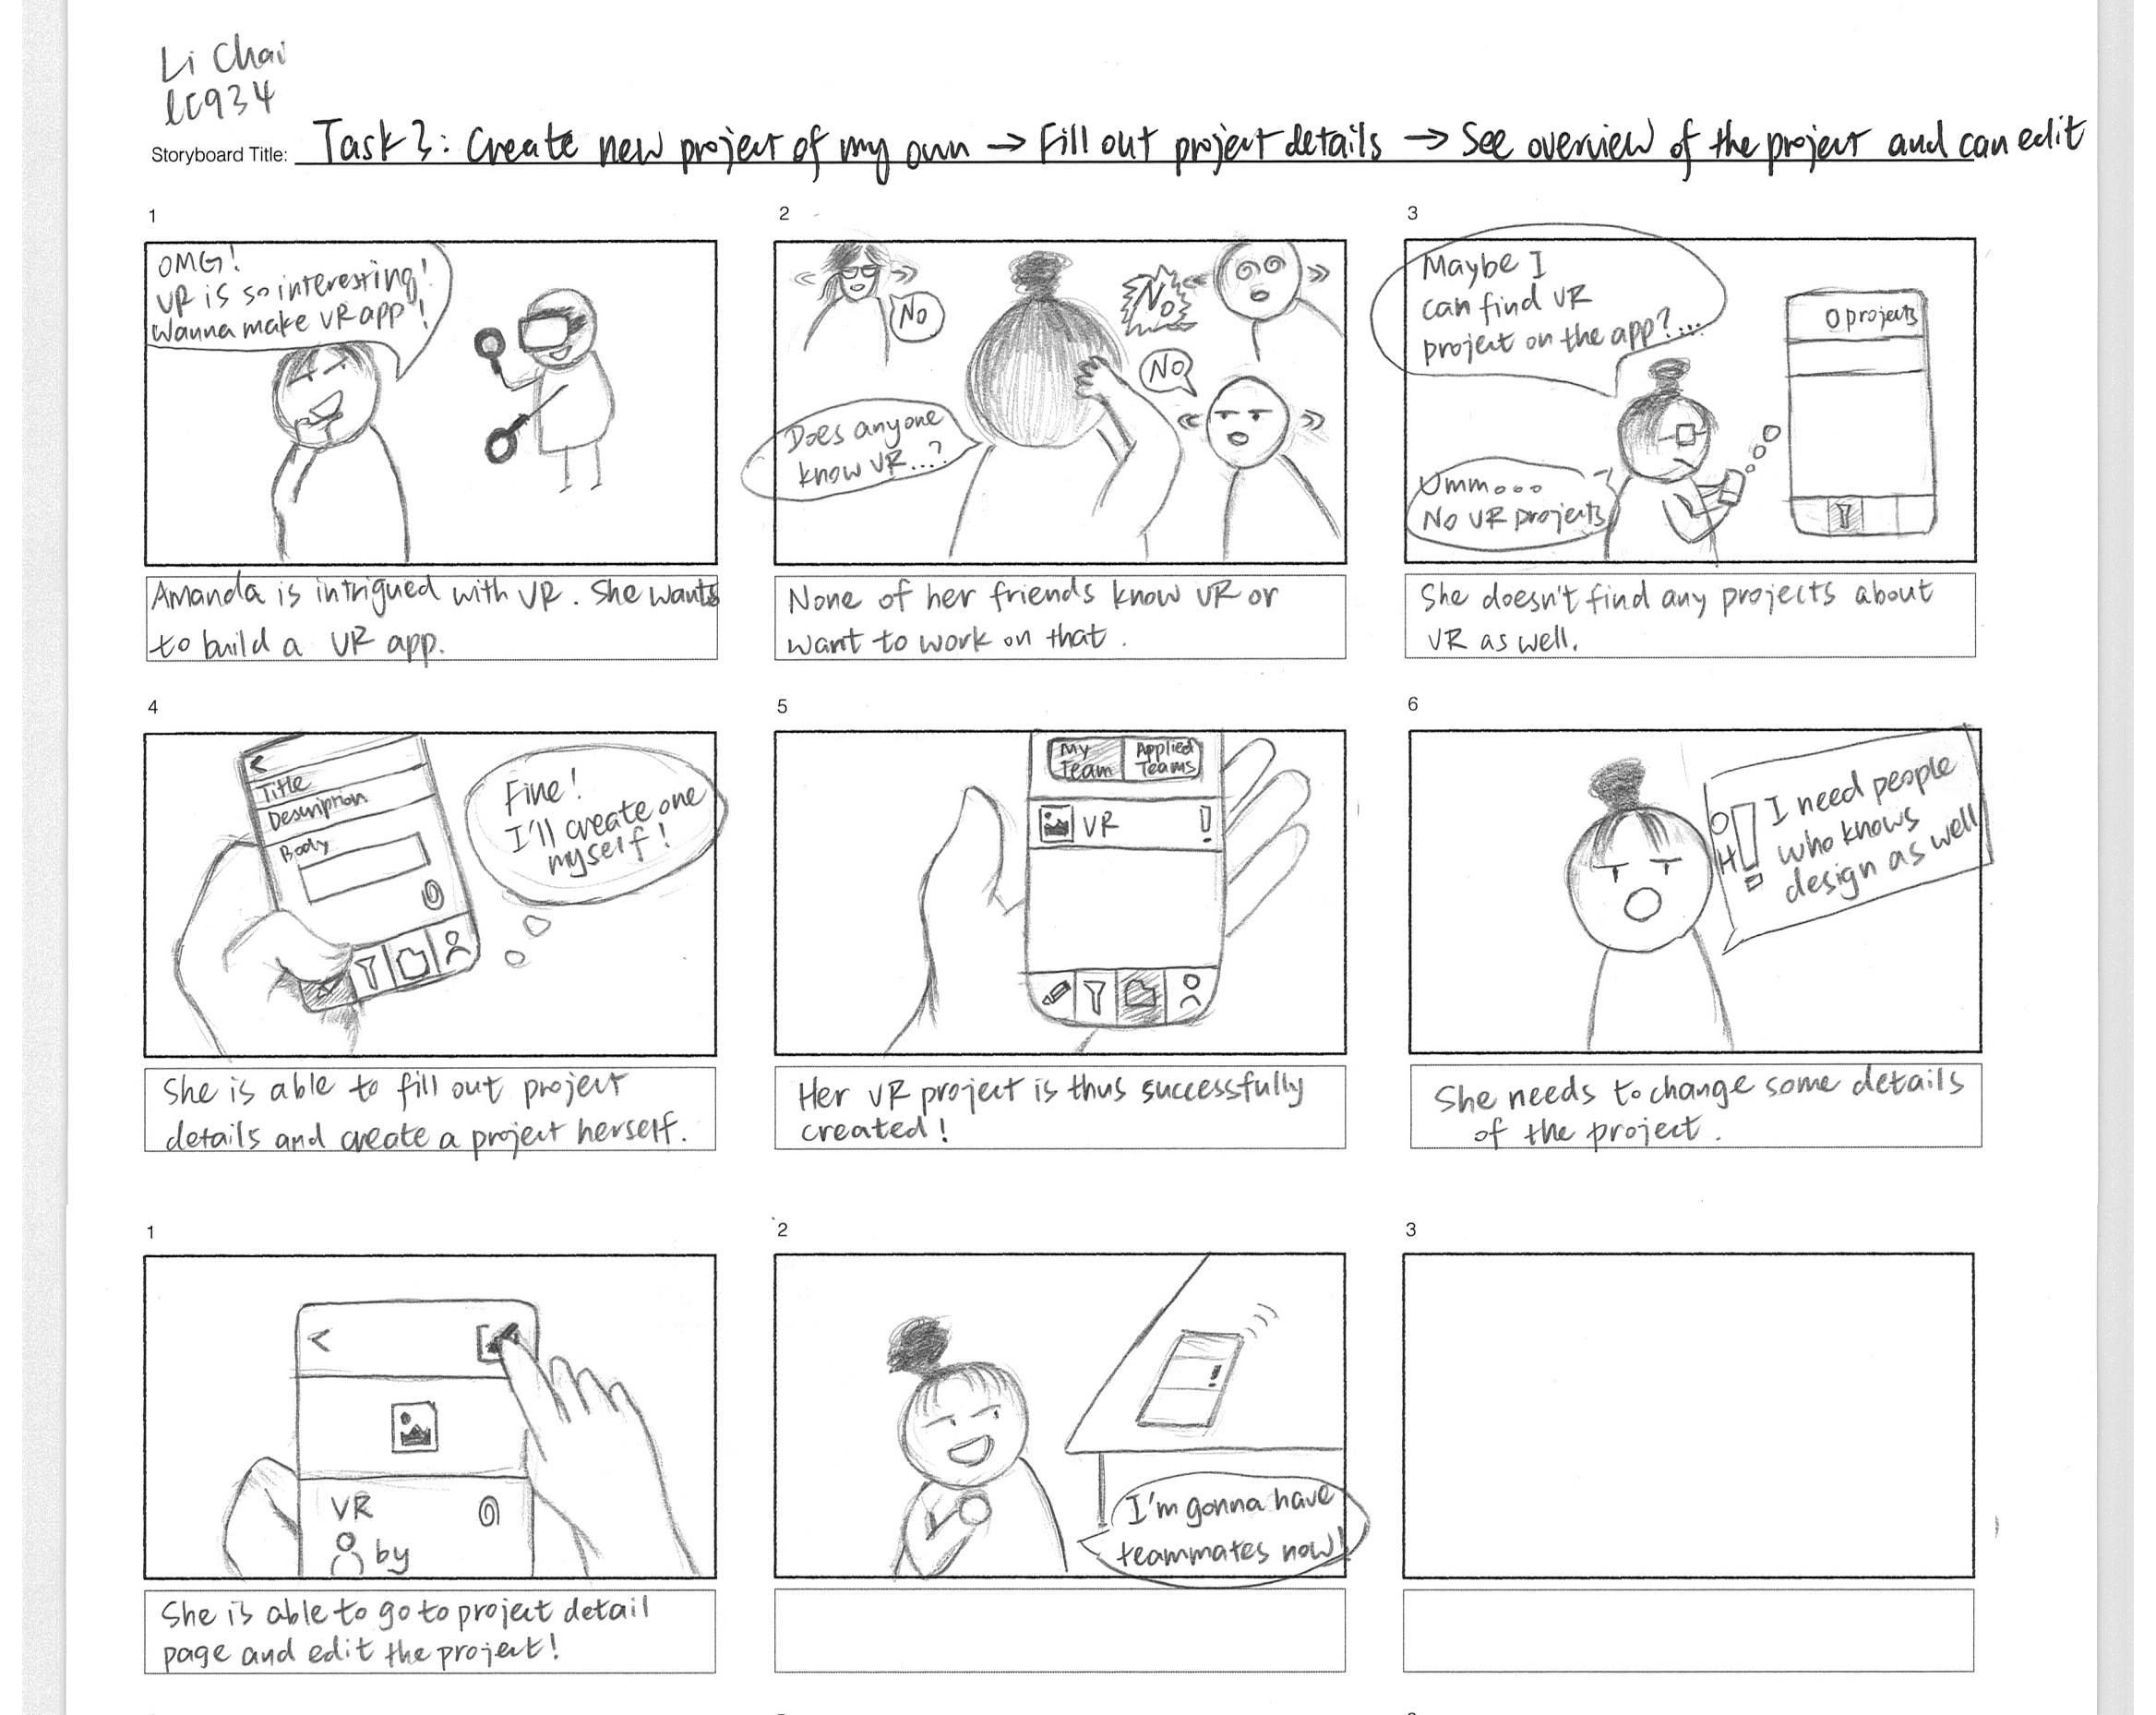 Li Chai
lc934
Storyboard Title: Task 3: Create new project of my own → Fill out project details → See overview of the project and can edit
1
OMG!
VR is so interesting!
Wanna make VR app!
Amanda is intrigued with VR. She wants
to build a VR app.
2
No
No
No
Does anyone
know VR...?
None of her friends know VR or
want to work on that.
3
Maybe I
can find VR
project on the app?...
0 projects
Umm...
No VR projects
She doesn't find any projects about
VR as well.
4
<
Title
Description
Body
Fine!
I'll create one
myself!
She is able to fill out project
details and create a project herself.
5
My
Team
Applied
Teams
VR !
Her VR project is thus successfully
created!
6
OH!
I need people
who knows
design as well
She needs to change some details
of the project.
1
<
VR
by
She is able to go to project detail
page and edit the project!
2
!
I'm gonna have
teammates now!
3